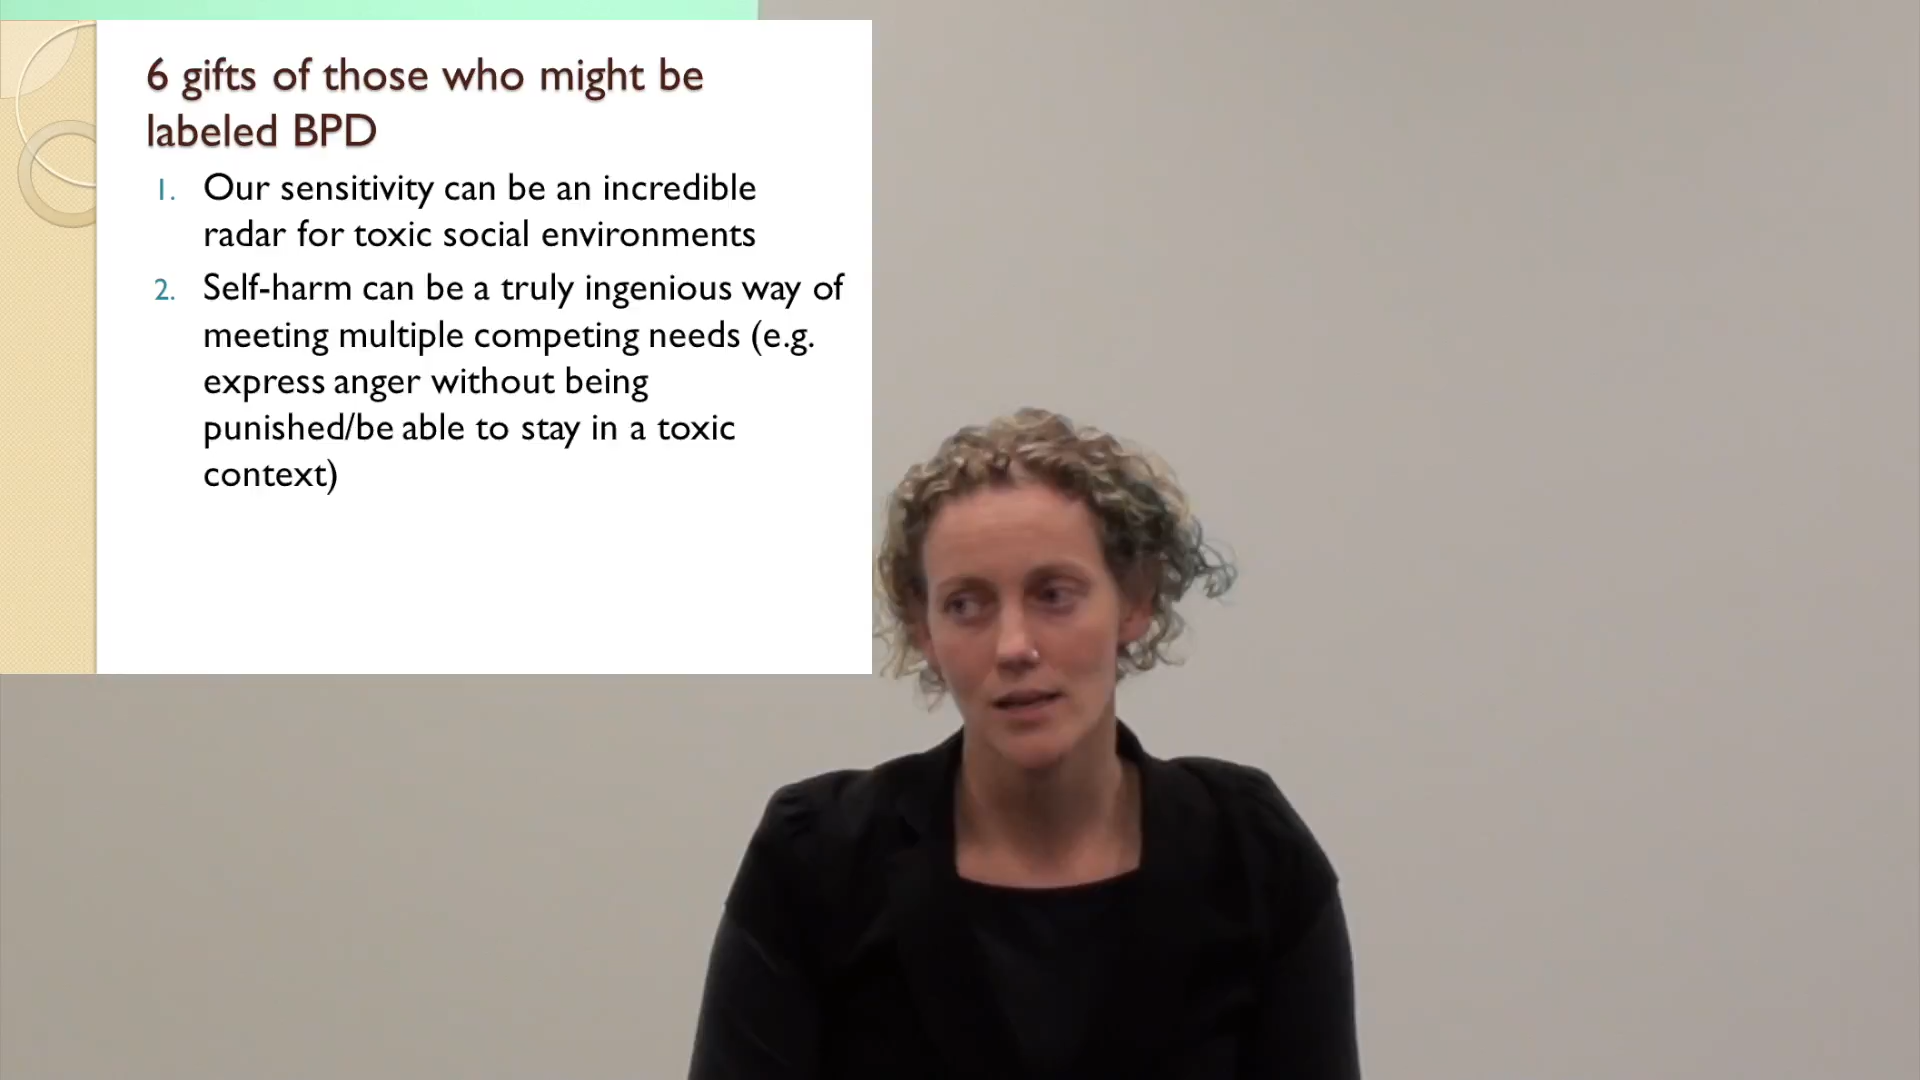 6 gifts of those who might be
labeled BPD
1. Our sensitivity can be an incredible
radar for toxic social environments
2. Self-harm can be a truly ingenious way of
meeting multiple competing needs (e.g.
express anger without being
punished/be able to stay in a toxic
context)